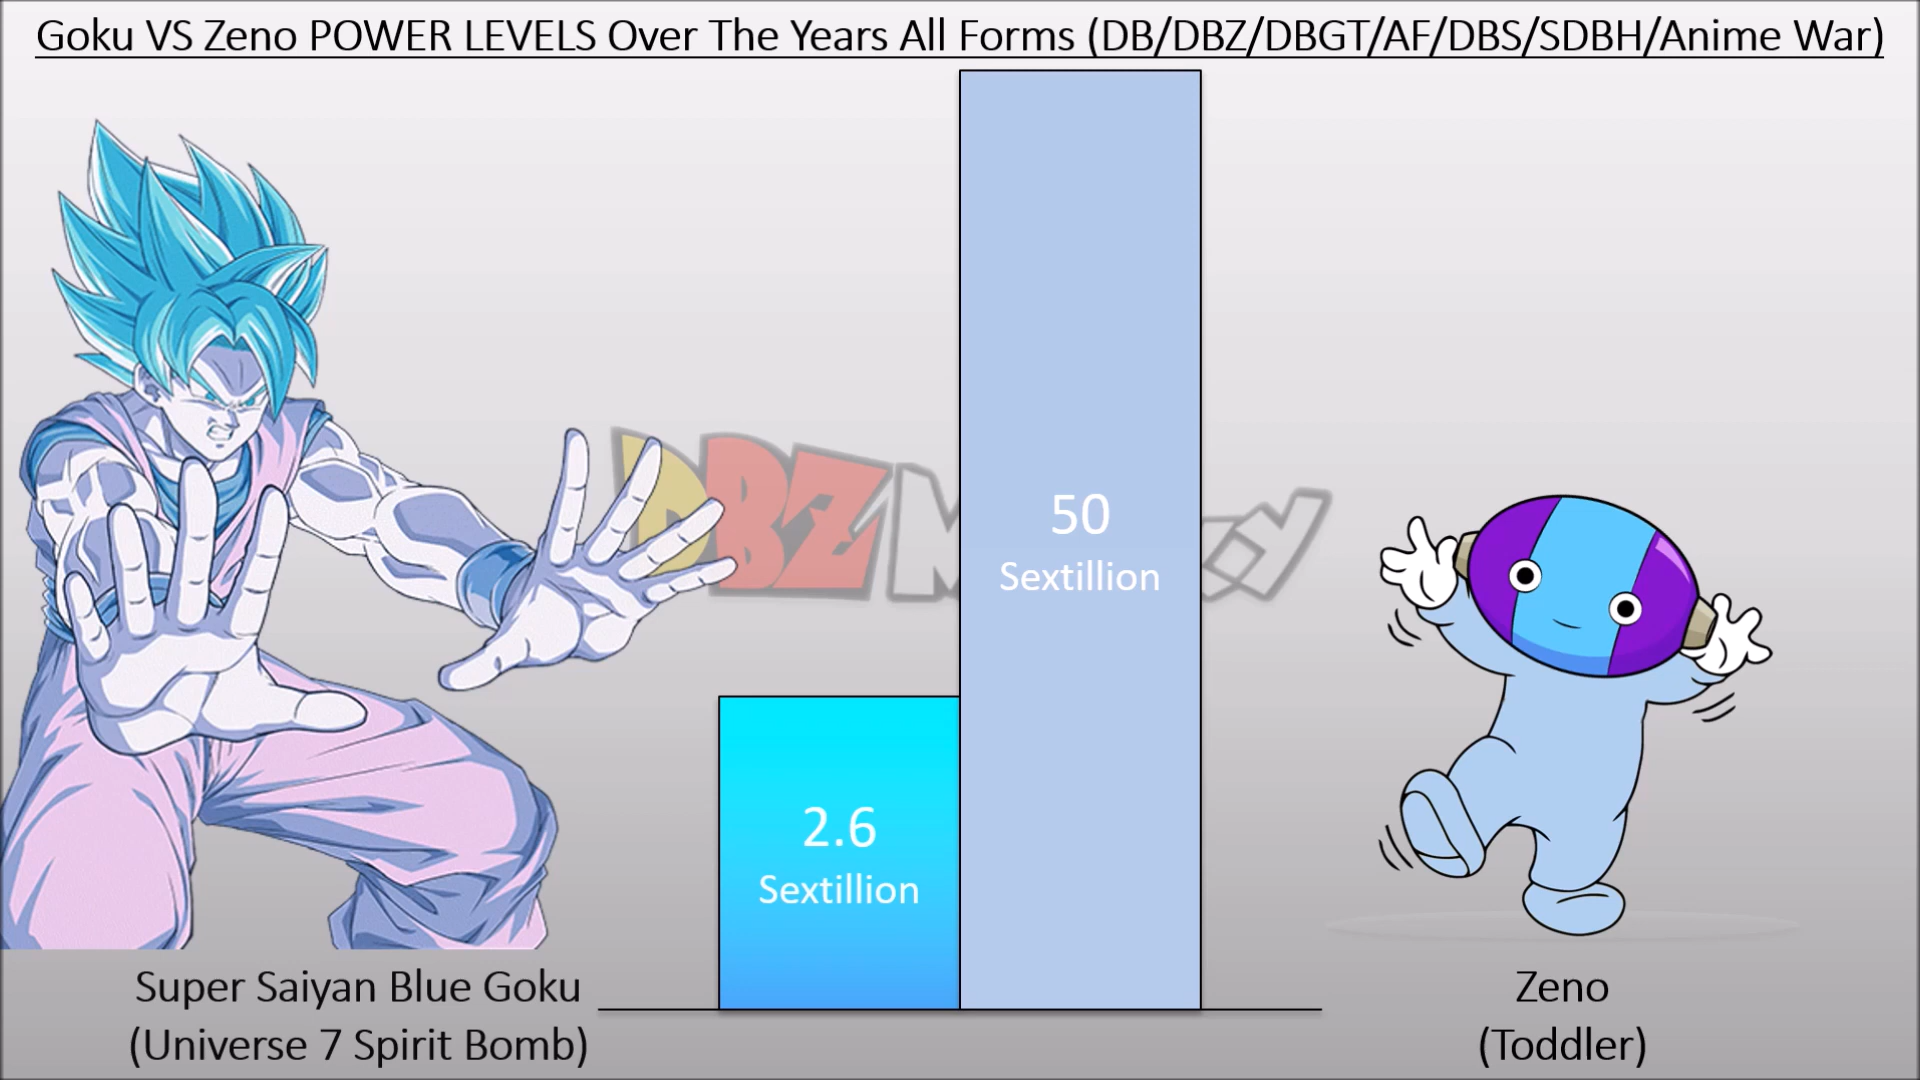 Goku VS Zeno POWER LEVELS Over The Years All Forms (DB/DBZ/DBGT/AF/DBS/SDBH/Anime War)
DBZ
50
Sextillion
2.6
Sextillion
Super Saiyan Blue Goku
(Universe 7 Spirit Bomb)
Zeno
(Toddler)